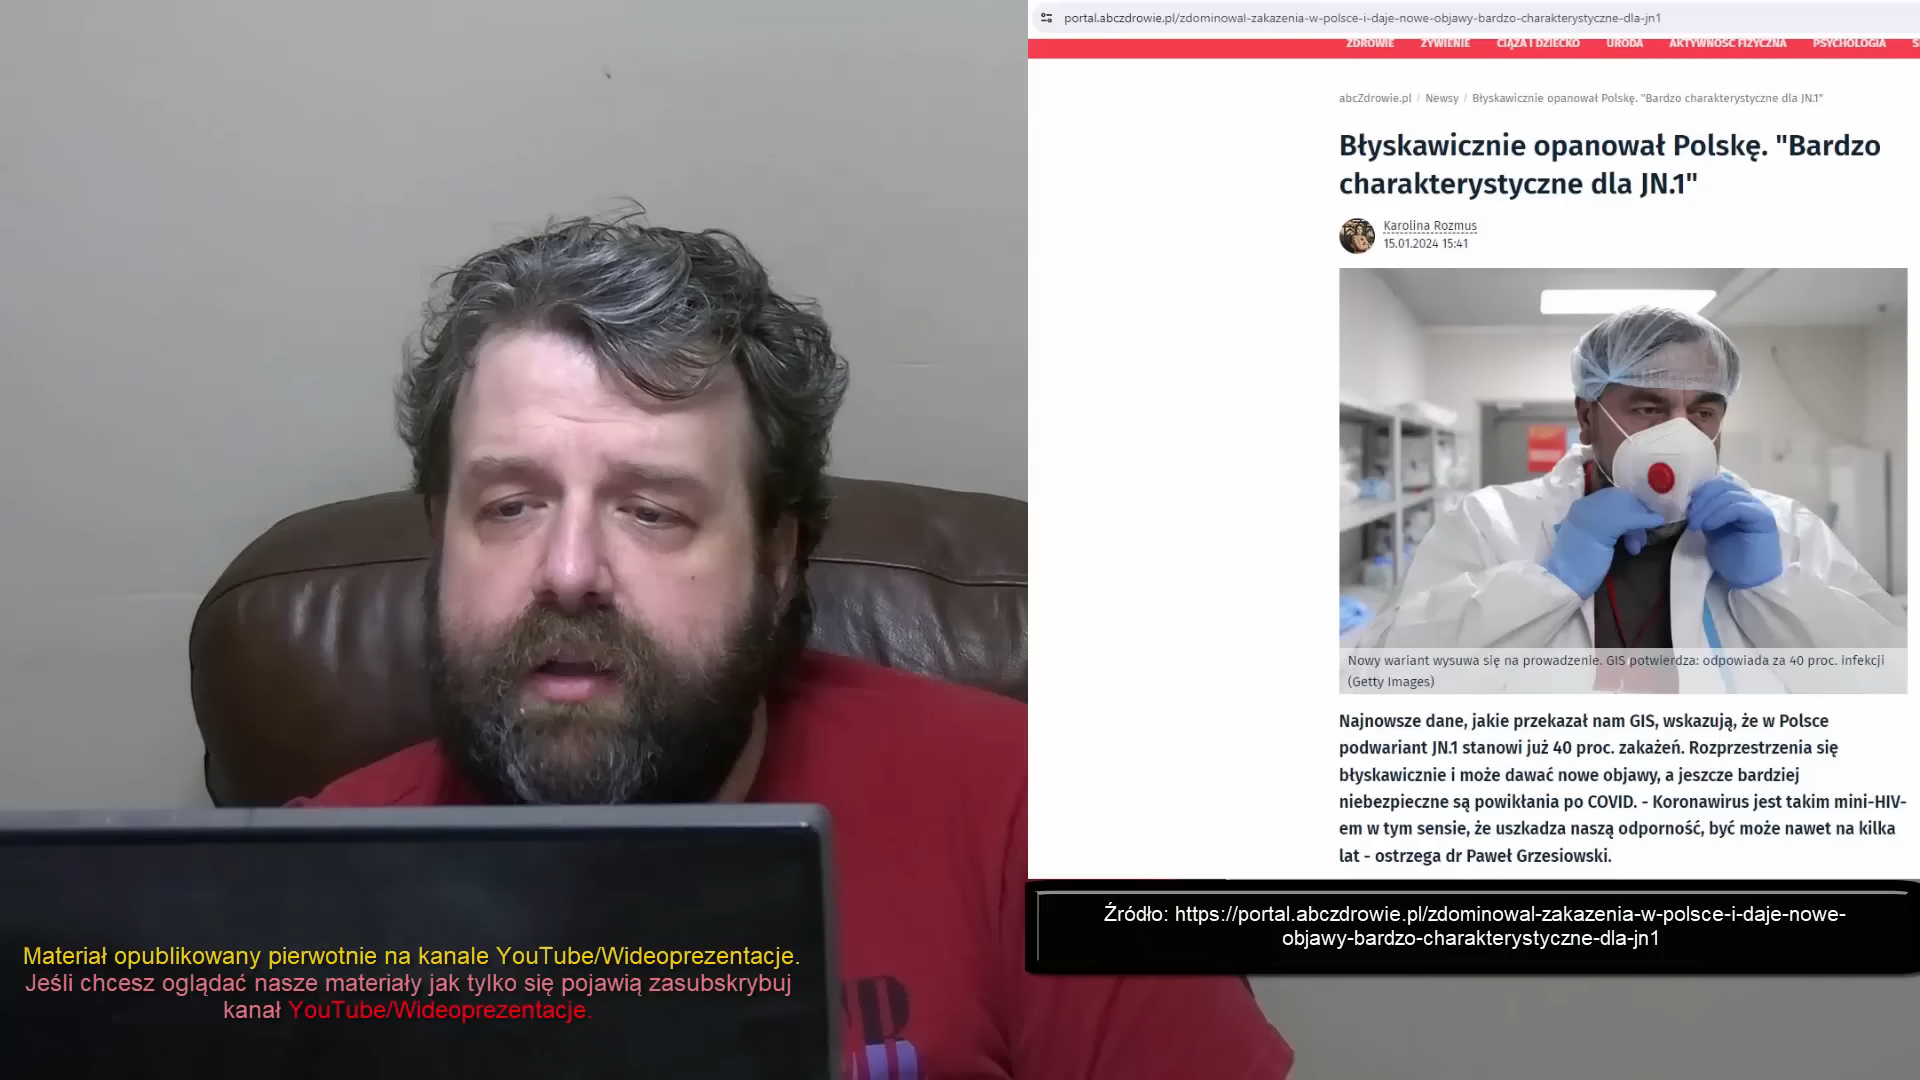 portal.abczdrowie.pl/zdominowal-zakazenia-w-polsce-i-daje-nowe-objawy-bardzo-charakterystyczne-dla-jn1
ZDROWIE ŻYWIENIE CIĄŻA I DZIECKO URODA AKTYWNOŚĆ FIZYCZNA PSYCHOLOGIA
abcZdrowie.pl / Newsy / Błyskawicznie opanował Polskę. "Bardzo charakterystyczne dla JN.1"
Błyskawicznie opanował Polskę. "Bardzo
charakterystyczne dla JN.1"
Karolina Rozmus
15.01.2024 15:41
Nowy wariant wysuwa się na prowadzenie. GIS potwierdza: odpowiada za 40 proc. infekcji
(Getty Images)
Najnowsze dane, jakie przekazał nam GIS, wskazują, że w Polsce
podwariant JN.1 stanowi już 40 proc. zakażeń. Rozprzestrzenia się
błyskawicznie i może dawać nowe objawy, a jeszcze bardziej
niebezpieczne są powikłania po COVID. - Koronawirus jest takim mini-HIV-
em w tym sensie, że uszkadza naszą odporność, być może nawet na kilka
lat - ostrzega dr Paweł Grzesiowski.
Źródło: https://portal.abczdrowie.pl/zdominowal-zakazenia-w-polsce-i-daje-nowe-
objawy-bardzo-charakterystyczne-dla-jn1
Materiał opublikowany pierwotnie na kanale YouTube/Wideoprezentacje.
Jeśli chcesz oglądać nasze materiały jak tylko się pojawią zasubskrybuj
kanał YouTube/Wideoprezentacje.